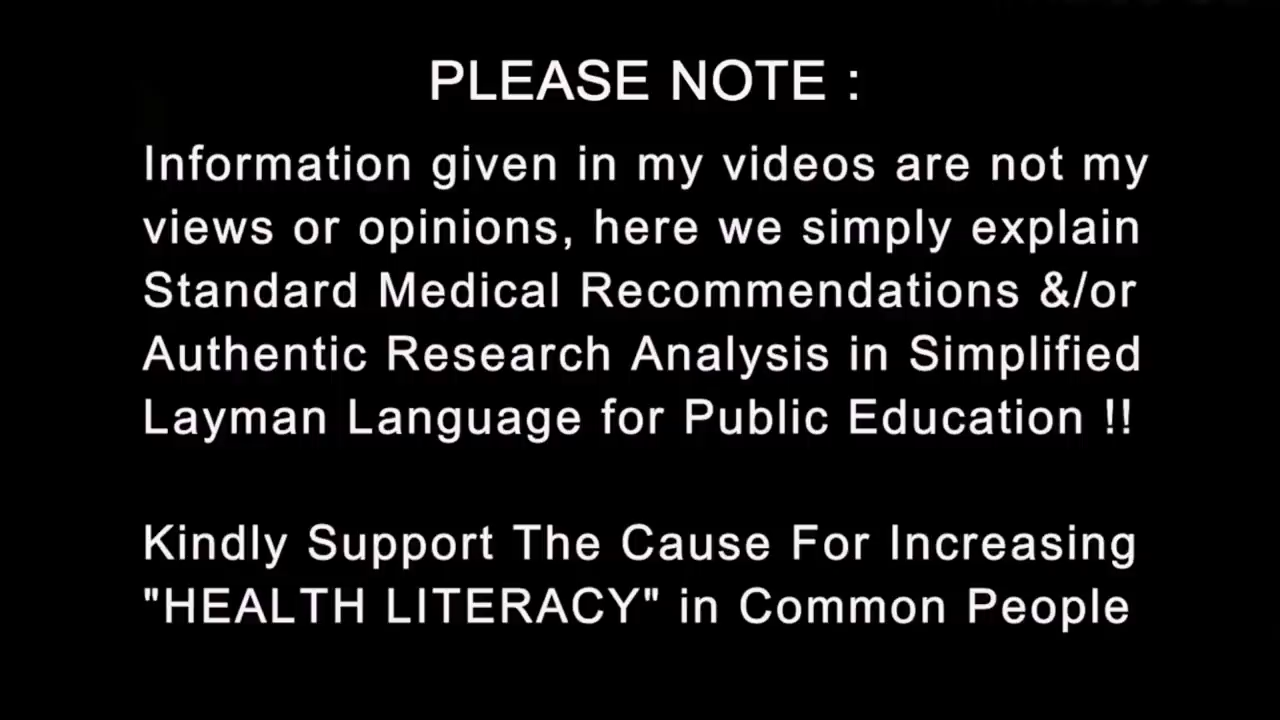 PLEASE NOTE :
Information given in my videos are not my
views or opinions, here we simply explain
Standard Medical Recommendations &/or
Authentic Research Analysis in Simplified
Layman Language for Public Education !!
Kindly Support The Cause For Increasing
"HEALTH LITERACY" in Common People